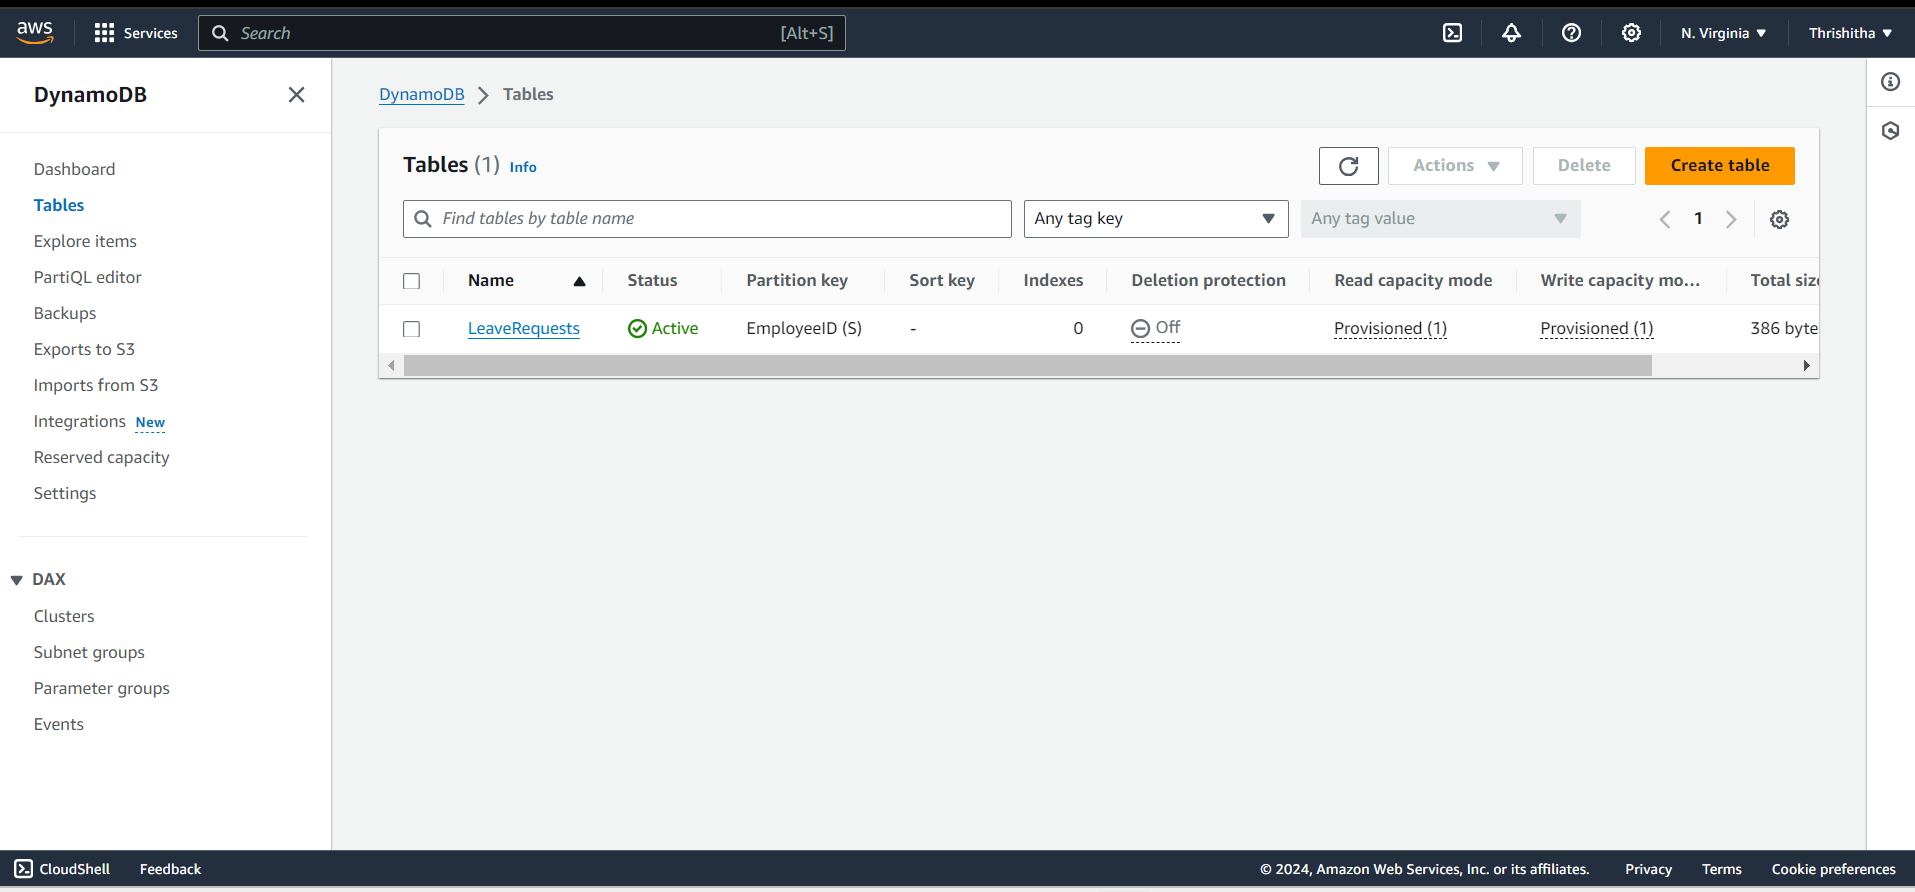 aws Services Search [Alt+S] N. Virginia Thrishitha
DynamoDB
Dashboard
Tables
Explore items
PartiQL editor
Backups
Exports to S3
Imports from S3
Integrations New
Reserved capacity
Settings
DAX
Clusters
Subnet groups
Parameter groups
Events
DynamoDB Tables
Tables (1) Info Actions Delete Create table
Find tables by table name Any tag key Any tag value 1
Name Status Partition key Sort key Indexes Deletion protection Read capacity mode Write capacity mo... Total size
LeaveRequests Active EmployeeID (S) - 0 Off Provisioned (1) Provisioned (1) 386 byte
CloudShell Feedback © 2024, Amazon Web Services, Inc. or its affiliates. Privacy Terms Cookie preferences